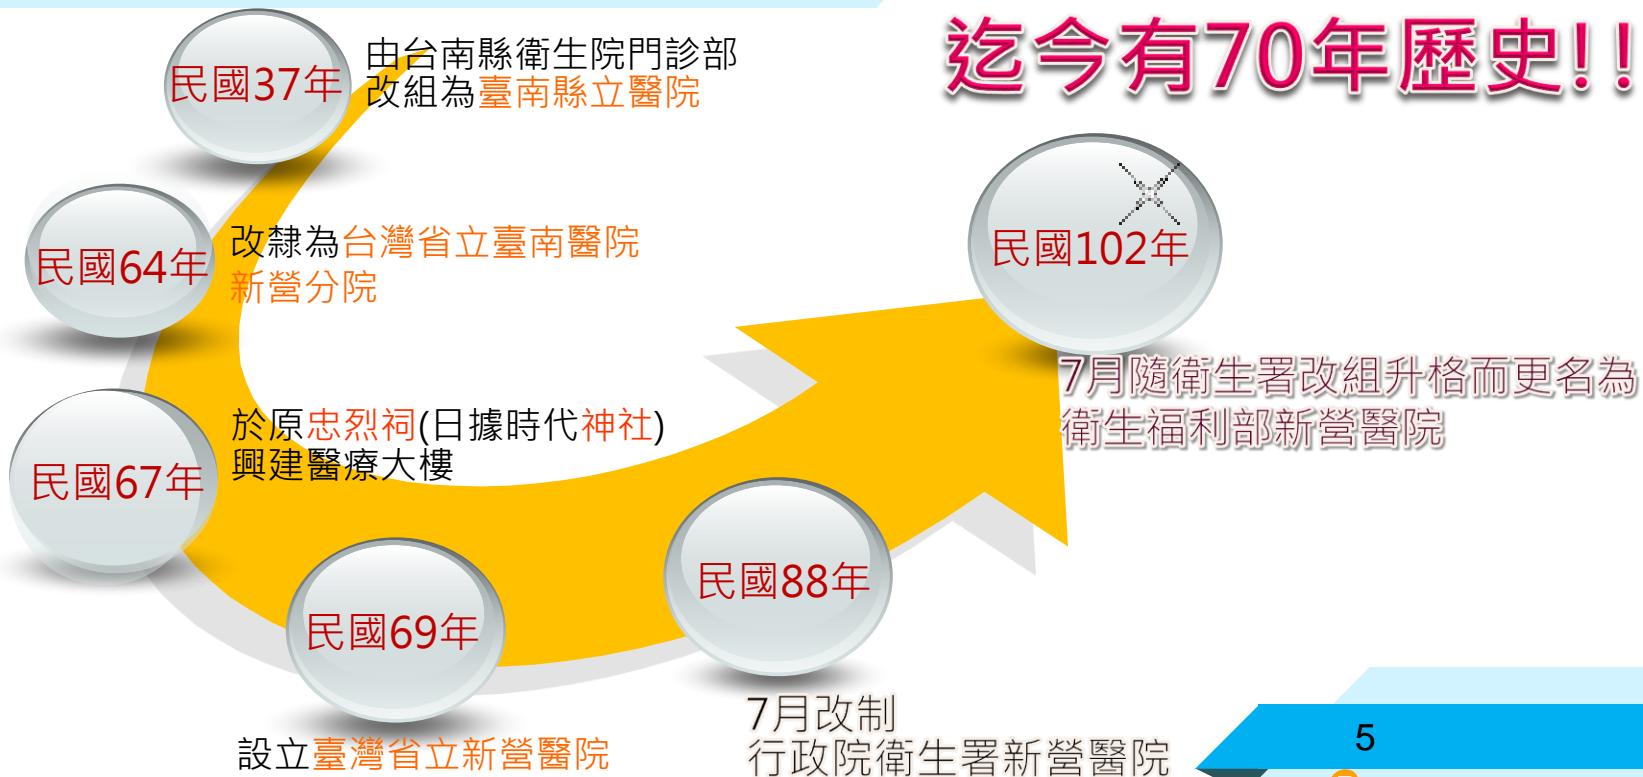 迄今有70年歷史!!
民國37年
由台南縣衛生院門診部
改組為臺南縣立醫院
民國64年
改隸為台灣省立臺南醫院
新營分院
民國67年
於原忠烈祠(日據時代神社)
興建醫療大樓
民國69年
設立臺灣省立新營醫院
民國88年
7月改制
行政院衛生署新營醫院
民國102年
7月隨衛生署改組升格而更名為
衛生福利部新營醫院
5